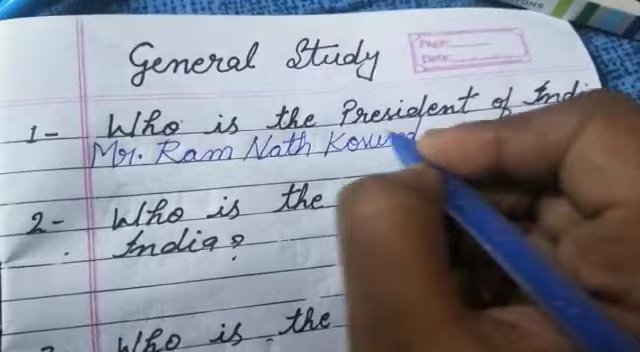 General Study
PAGE:
DATE:
1- Who is the President of
Mr. Ram Nath
2- Who is the
India?
Who is the